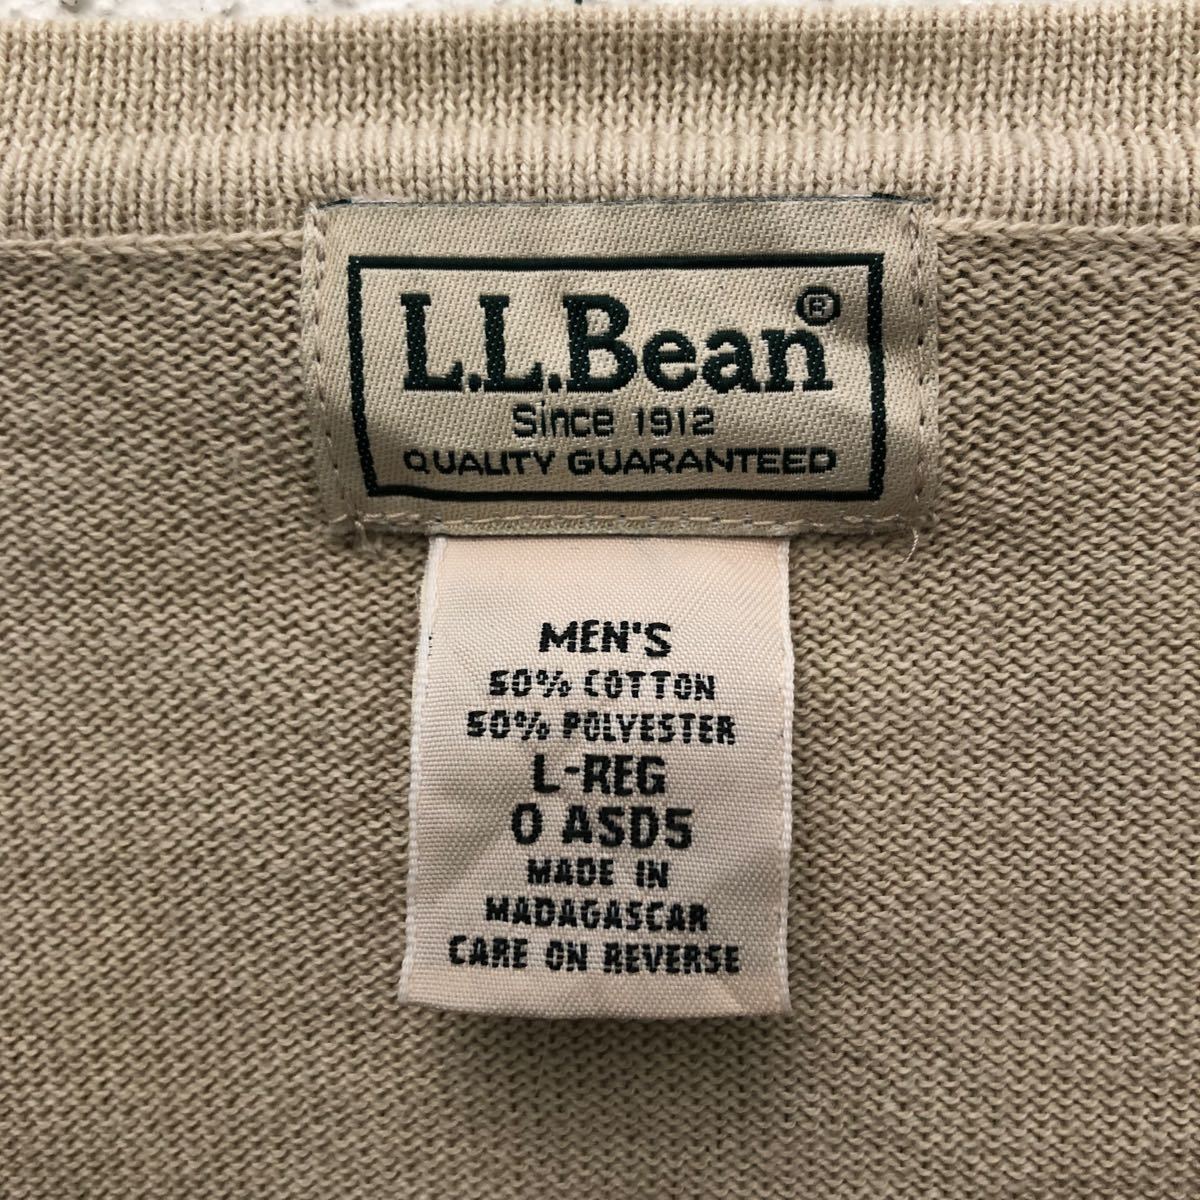 L.L.Bean®
Since 1912
QUALITY GUARANTEED
MEN'S
50% COTTON
50% POLYESTER
L-REG
0 ASD5
MADE IN
MADAGASCAR
CARE ON REVERSE